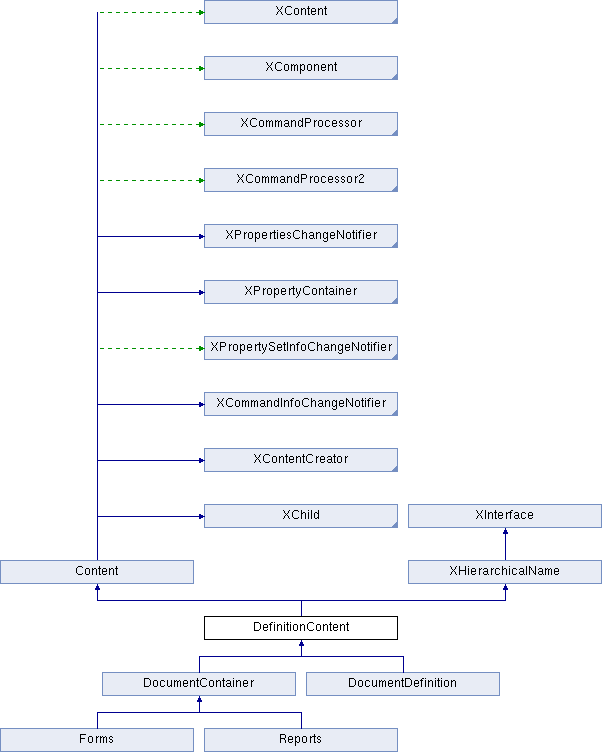 XContent
XComponent
XCommandProcessor
XCommandProcessor2
XPropertiesChangeNotifier
XPropertyContainer
XPropertySetInfoChangeNotifier
XCommandInfoChangeNotifier
XContentCreator
XChild
XInterface
Content
XHierarchicalName
DefinitionContent
DocumentContainer
DocumentDefinition
Forms
Reports